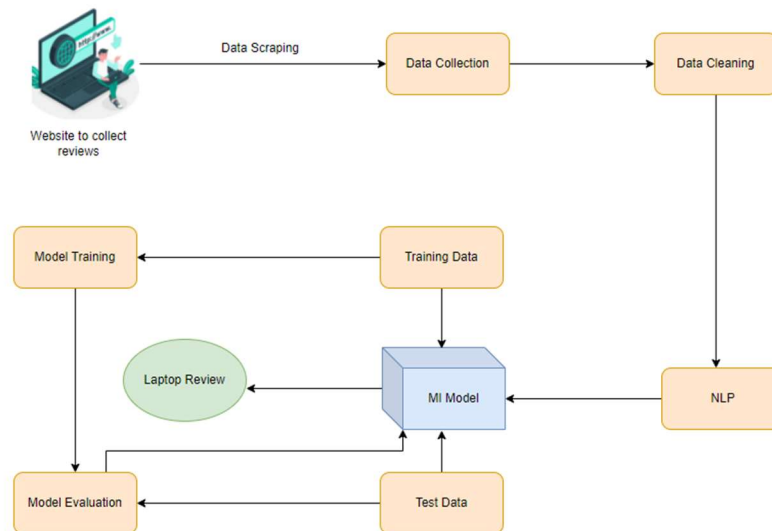 http://www.
Data Scraping
Data Collection
Data Cleaning
Website to collect
reviews
Model Training
Training Data
Laptop Review
MI Model
NLP
Model Evaluation
Test Data